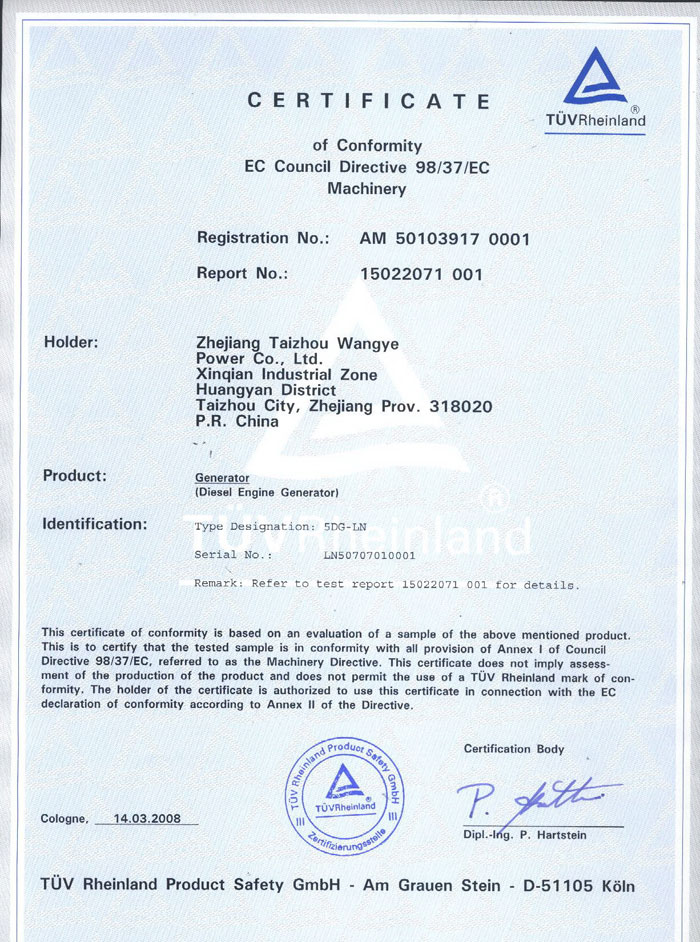 CERTIFICATE
TÜVRheinland®
of Conformity
EC Council Directive 98/37/EC
Machinery
Registration No.: AM 50103917 0001
Report No.: 15022071 001
Holder: Zhejiang Taizhou Wangye
Power Co., Ltd.
Xinqian Industrial Zone
Huangyan District
Taizhou City, Zhejiang Prov. 318020
P.R. China
Product: Generator
(Diesel Engine Generator)
Identification: Type Designation: 5DG-LN
Serial No.: LN50707010001
Remark: Refer to test report 15022071 001 for details.
TÜVRheinland®
This certificate of conformity is based on an evaluation of a sample of the above mentioned product.
This is to certify that the tested sample is in conformity with all provision of Annex I of Council
Directive 98/37/EC, referred to as the Machinery Directive. This certificate does not imply assess-
ment of the production of the product and does not permit the use of a TÜV Rheinland mark of con-
formity. The holder of the certificate is authorized to use this certificate in connection with the EC
declaration of conformity according to Annex II of the Directive.
Certification Body
TÜV Rheinland Product Safety GmbH
TÜVRheinland®
Zertifizierungsstelle
P. Hartstein
Cologne, 14.03.2008
Dipl.-Ing. P. Hartstein
TÜV Rheinland Product Safety GmbH - Am Grauen Stein - D-51105 Köln